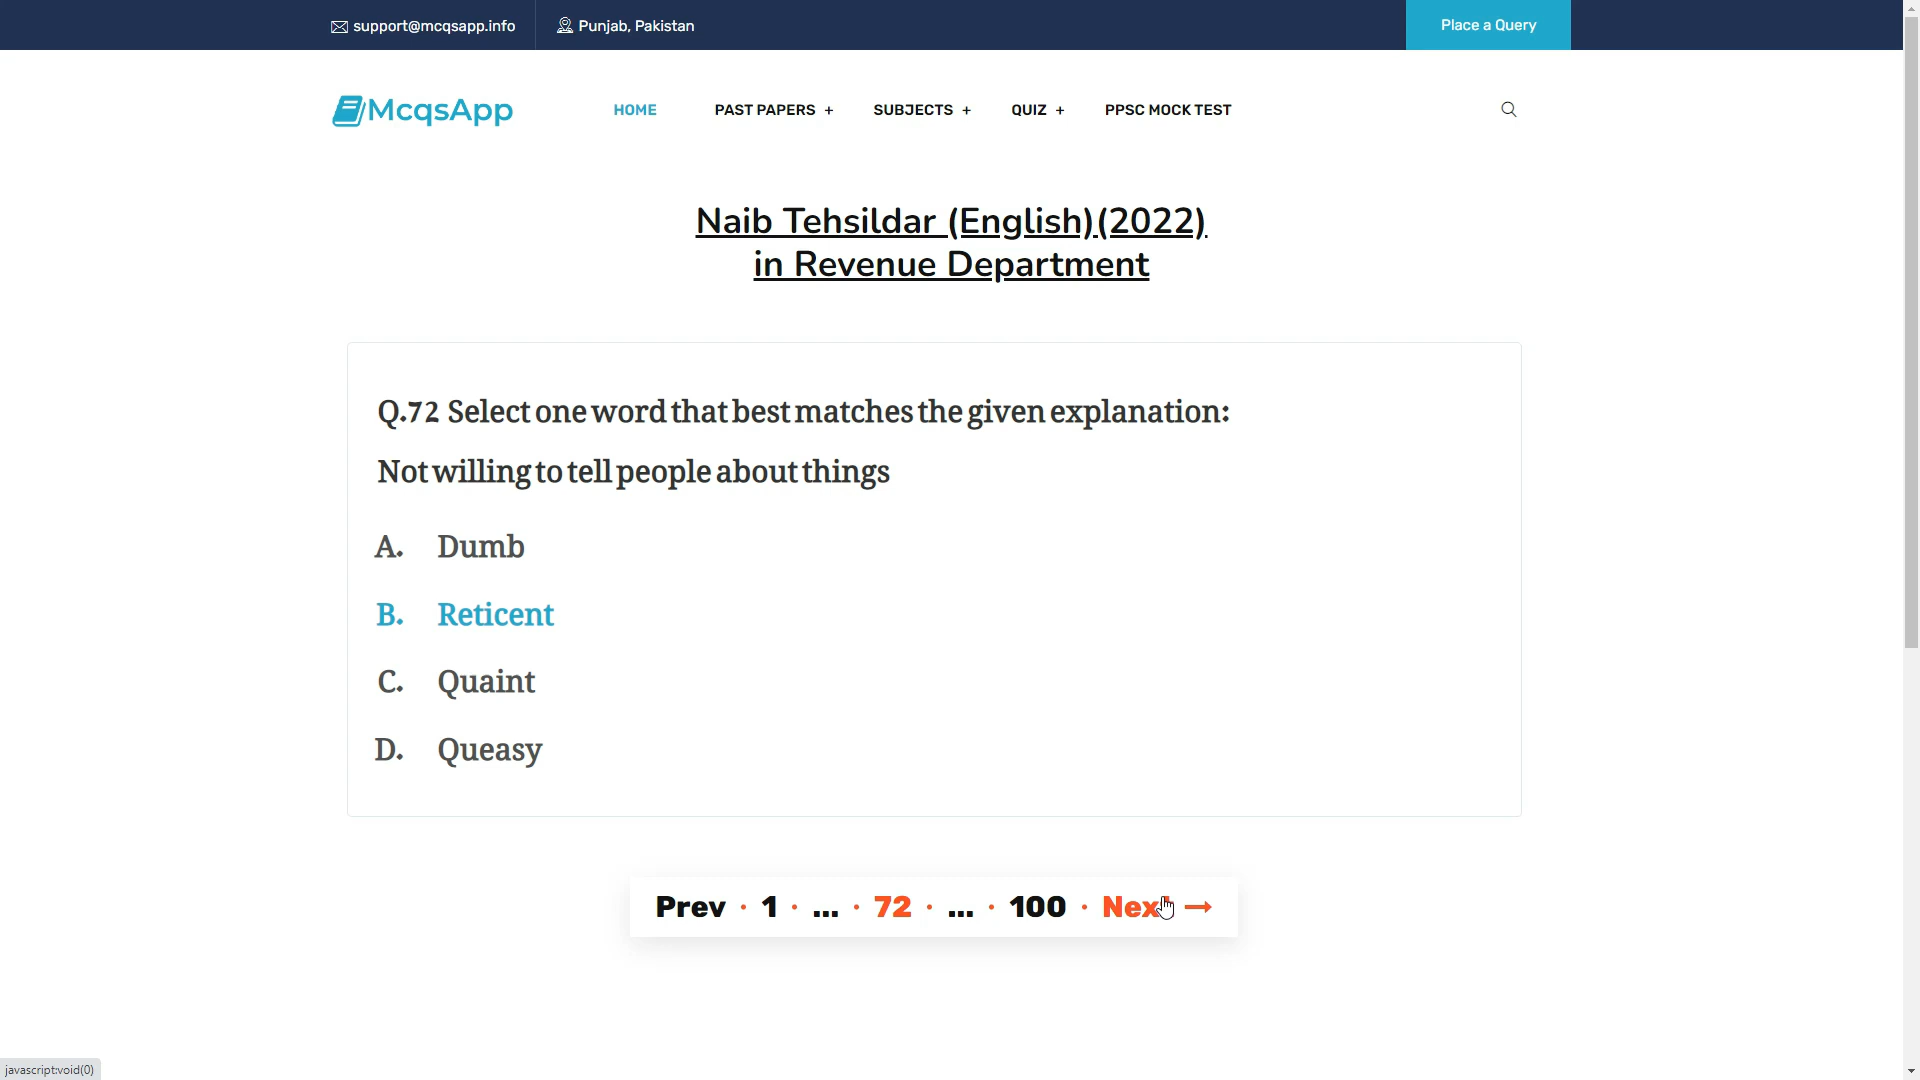 support@mcqsapp.info
Punjab, Pakistan
Place a Query
McqsApp
HOME
PAST PAPERS +
SUBJECTS +
QUIZ +
PPSC MOCK TEST
Naib Tehsildar (English)(2022)
in Revenue Department
Q.72 Select one word that best matches the given explanation:
Not willing to tell people about things
A. Dumb
B. Reticent
C. Quaint
D. Queasy
Prev • 1 • ... • 72 • ... • 100 • Next →
javascript:void(0)